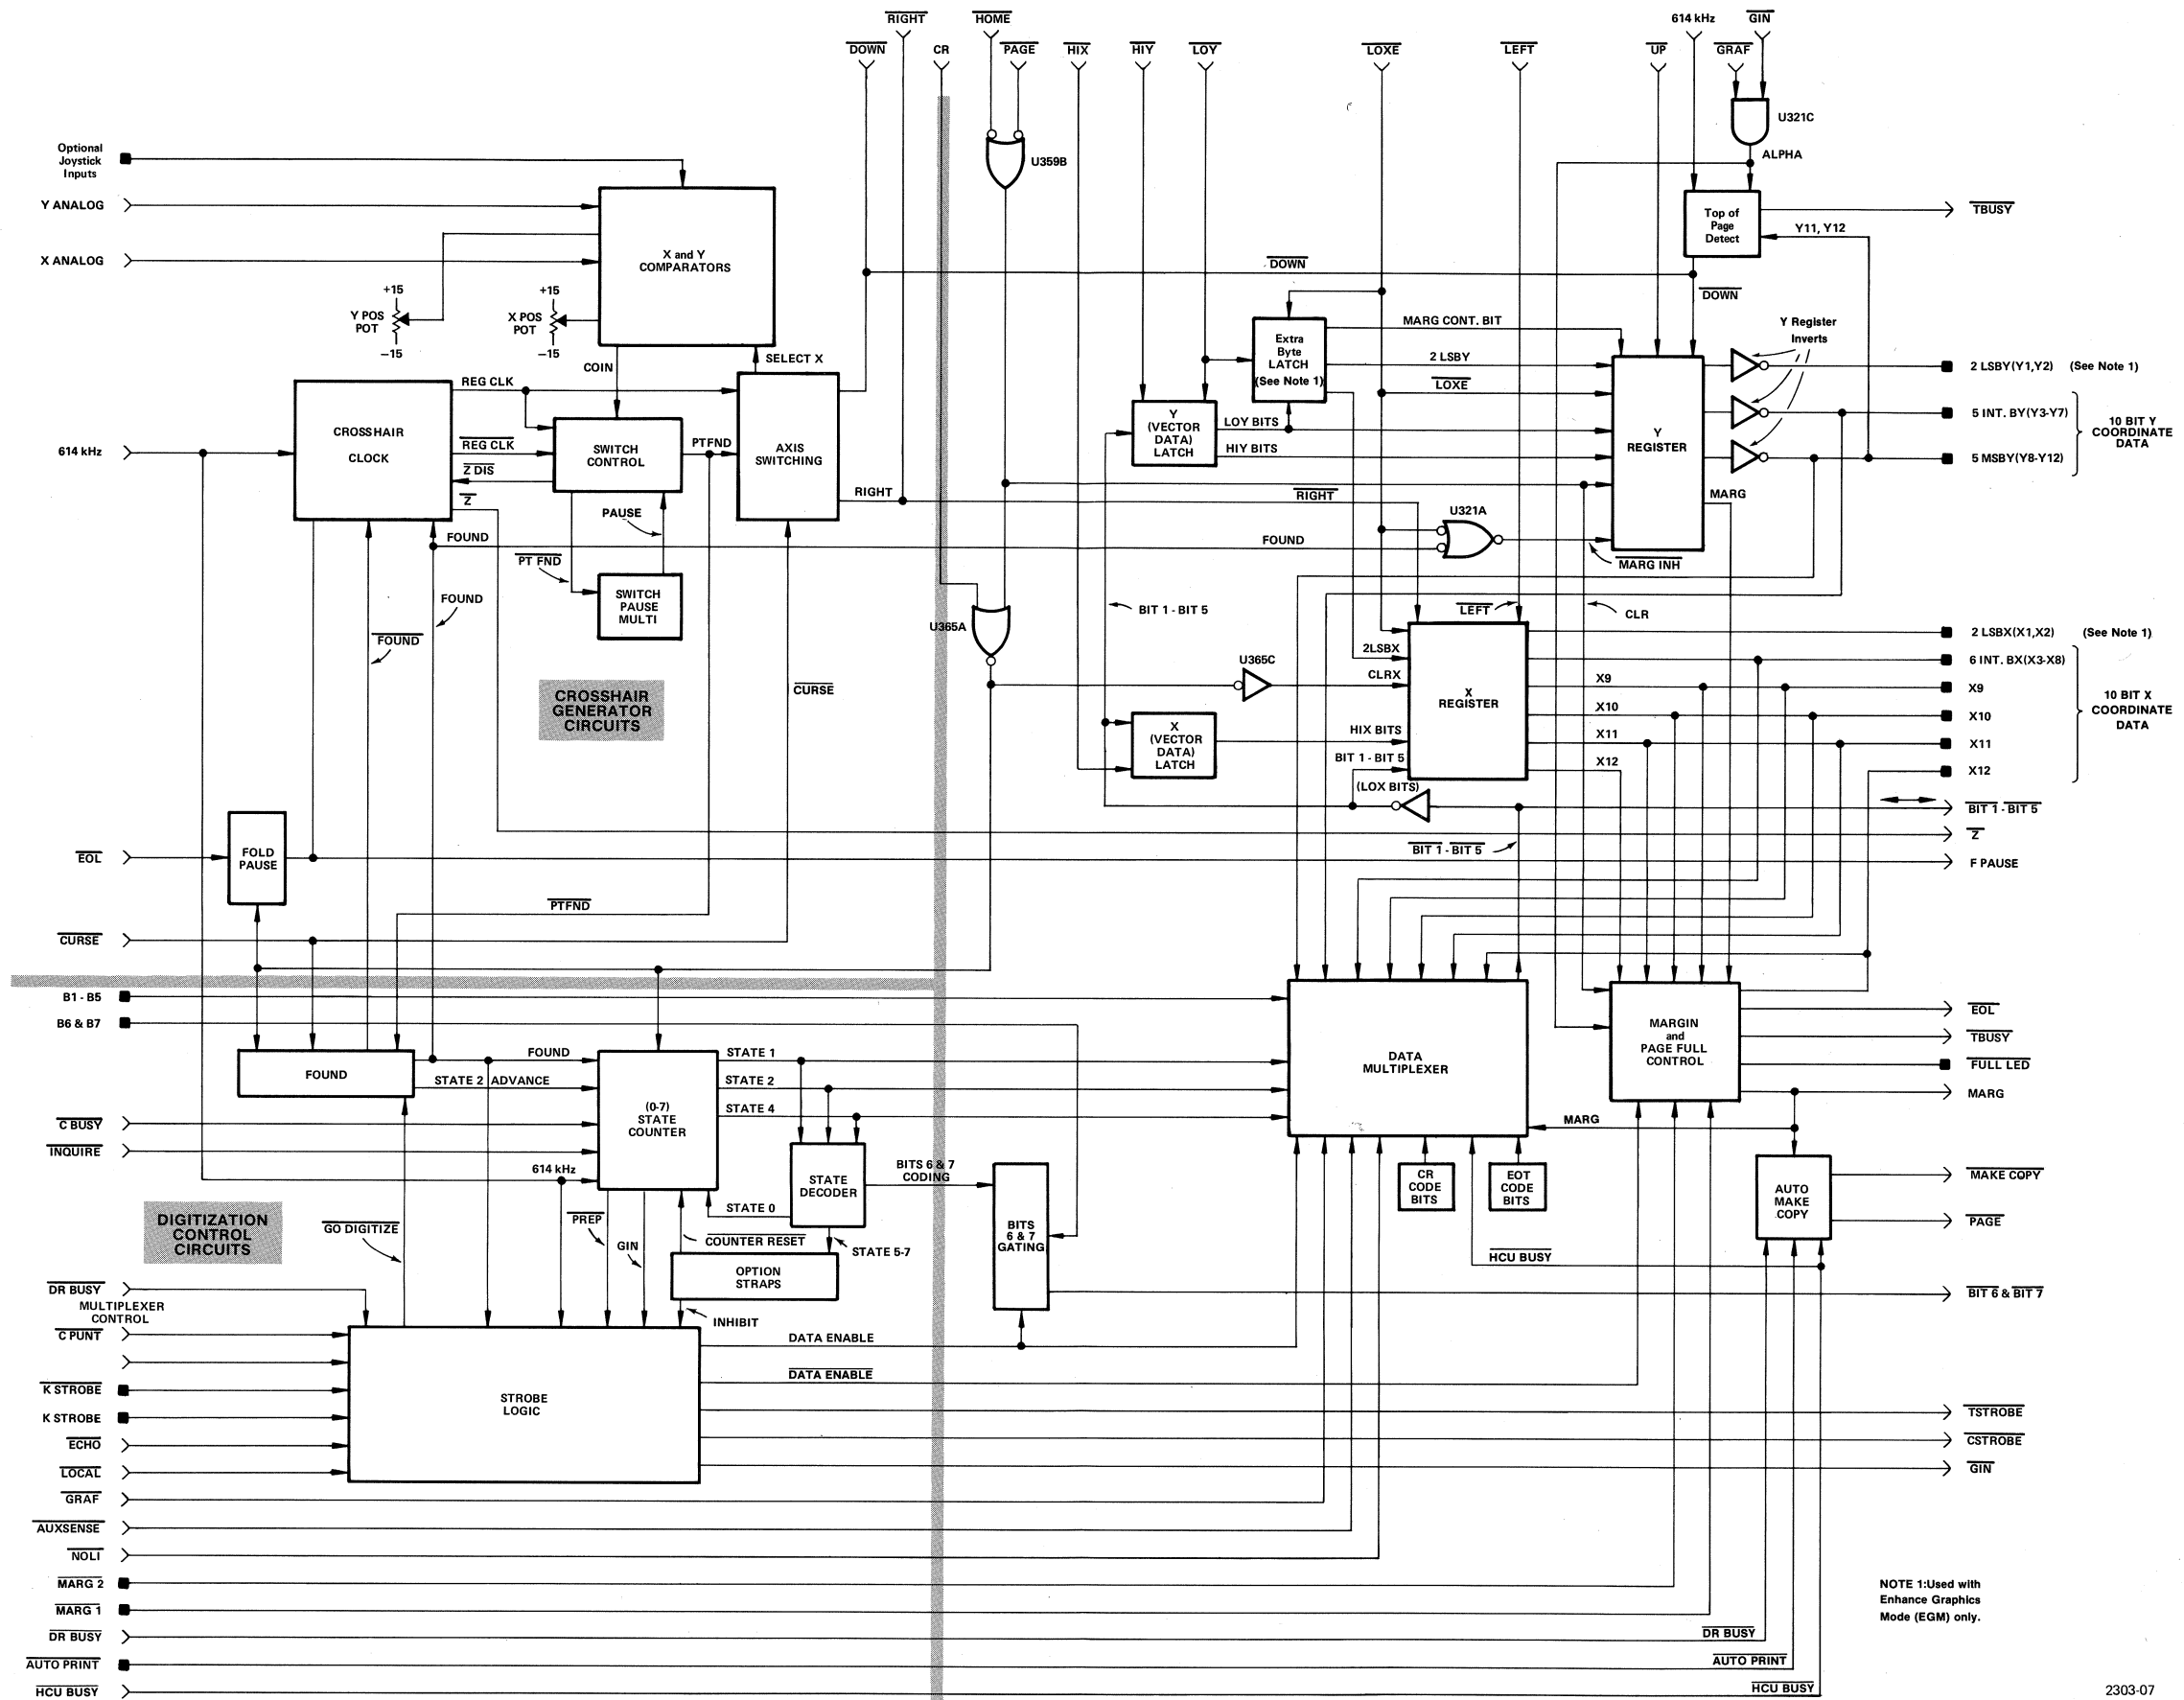 RIGHT
HOME
614 kHz
GIN
DOWN
CR
PAGE
HIX
HIY
LOY
LOXE
LEFT
UP
GRAF
U321C
Optional
Joystick
Inputs
U359B
ALPHA
Y ANALOG
Top of
Page
Detect
TBUSY
Y11, Y12
X ANALOG
X and Y
COMPARATORS
DOWN
+15
Y POS
POT
–15
+15
X POS
POT
–15
DOWN
MARG CONT. BIT
Y Register
Inverts
Extra
Byte
LATCH
(See Note 1)
2 LSBY
COIN
SELECT X
2 LSBY(Y1,Y2)
(See Note 1)
REG CLK
LOXE
CROSSHAIR
CLOCK
Y
(VECTOR
DATA)
LATCH
LOY BITS
5 INT. BY(Y3-Y7)
10 BIT Y
COORDINATE
DATA
REG CLK
SWITCH
CONTROL
PTFND
AXIS
SWITCHING
HIY BITS
Y
REGISTER
614 kHz
5 MSBY(Y8-Y12)
Z DIS
Z
RIGHT
RIGHT
MARG
PAUSE
U321A
FOUND
FOUND
PT FND
MARG INH
SWITCH
PAUSE
MULTI
FOUND
BIT 1 - BIT 5
LEFT
CLR
U365A
FOUND
2 LSBX(X1,X2)
(See Note 1)
2LSBX
U365C
6 INT. BX(X3-X8)
CLRX
CROSSHAIR
GENERATOR
CIRCUITS
CURSE
X
REGISTER
X9
X9
10 BIT X
COORDINATE
DATA
X10
X10
X
(VECTOR
DATA)
LATCH
HIX BITS
X11
X11
BIT 1 - BIT 5
X12
X12
(LOX BITS)
BIT 1 - BIT 5
Z
BIT 1 - BIT 5
EOL
FOLD
PAUSE
F PAUSE
PTFND
CURSE
B1 - B5
B6 & B7
EOL
MARGIN
and
PAGE FULL
CONTROL
TBUSY
FOUND
FOUND
STATE 1
DATA
MULTIPLEXER
FULL LED
STATE 2 ADVANCE
STATE 2
MARG
(0-7)
STATE
COUNTER
STATE 4
C BUSY
MARG
INQUIRE
614 kHz
BITS 6 & 7
CODING
STATE
DECODER
CR
CODE
BITS
EOT
CODE
BITS
AUTO
MAKE
COPY
MAKE COPY
STATE 0
DIGITIZATION
CONTROL
CIRCUITS
GO DIGITIZE
PREP
GIN
COUNTER RESET
STATE 5-7
BITS
6 & 7
GATING
PAGE
HCU BUSY
OPTION
STRAPS
DR BUSY
BIT 6 & BIT 7
MULTIPLEXER
CONTROL
INHIBIT
C PUNT
DATA ENABLE
DATA ENABLE
K STROBE
STROBE
LOGIC
K STROBE
TSTROBE
ECHO
CSTROBE
LOCAL
GIN
GRAF
AUXSENSE
NOLI
MARG 2
NOTE 1:Used with
Enhance Graphics
Mode (EGM) only.
MARG 1
DR BUSY
DR BUSY
AUTO PRINT
AUTO PRINT
HCU BUSY
HCU BUSY
2303-07